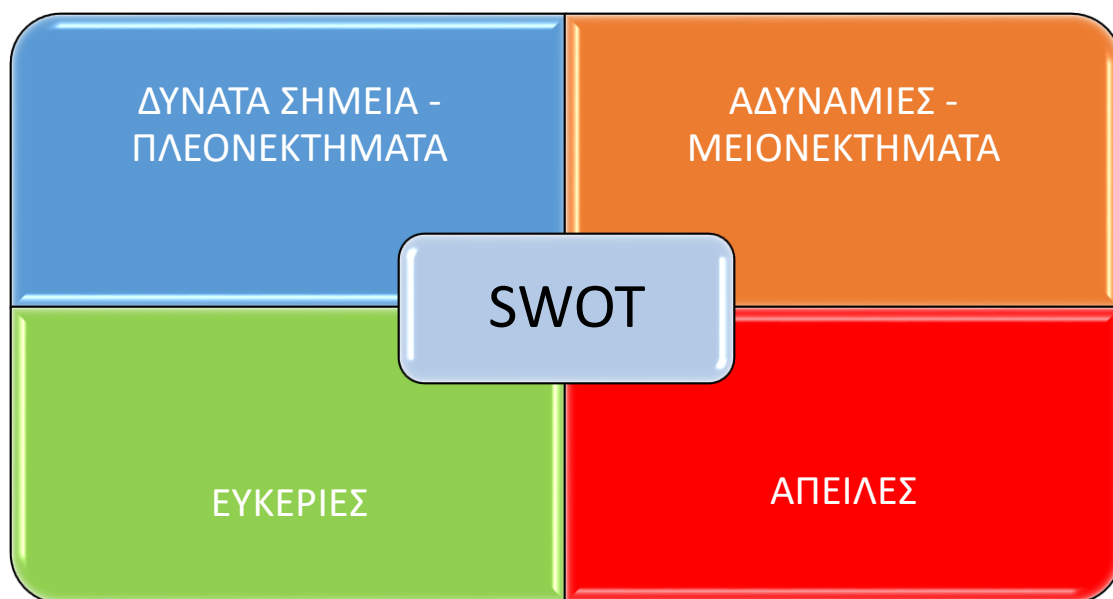 ΔΥΝΑΤΑ ΣΗΜΕΙΑ -
ΠΛΕΟΝΕΚΤΗΜΑΤΑ
ΑΔΥΝΑΜΙΕΣ -
ΜΕΙΟΝΕΚΤΗΜΑΤΑ
SWOT
ΕΥΚΕΡΙΕΣ
ΑΠΕΙΛΕΣ